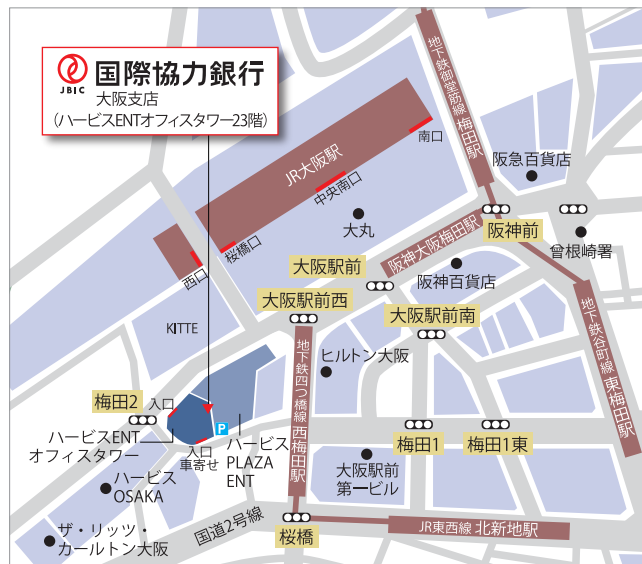 JBIC
国際協力銀行
大阪支店
（ハービスENTオフィスタワー23階）
地下鉄御堂筋線 梅田駅
南口
JR大阪駅
中央南口
桜橋口
西口
大丸
阪急百貨店
阪神前
曾根崎署
阪神大阪梅田駅
大阪駅前
阪神百貨店
大阪駅前西
大阪駅前南
KITTE
地下鉄谷町線 東梅田駅
地下鉄四つ橋線 西梅田駅
ヒルトン大阪
梅田2
入口
P
ハービスENT
オフィスタワー
入口
車寄せ
ハービス
PLAZA
ENT
梅田1
梅田1東
大阪駅前
第一ビル
ハービス
OSAKA
国道2号線
桜橋
JR東西線 北新地駅
ザ・リッツ・
カールトン大阪